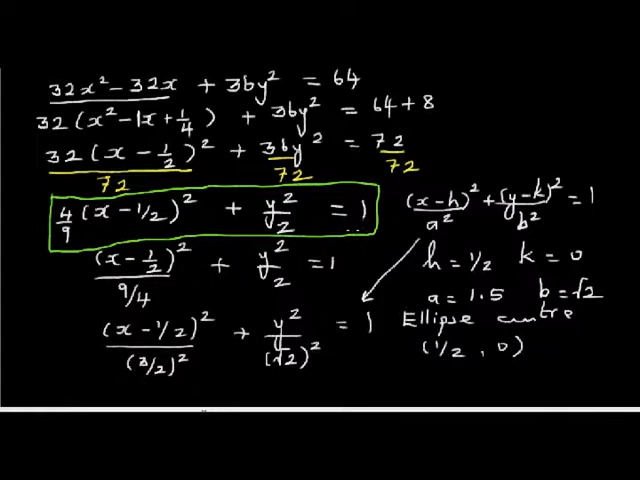 32x² - 32x + 36y² = 64
32(x² - 1x + 1/4) + 36y² = 64 + 8
32(x - 1/2)²/72 + 36y²/72 = 72/72
4/9 (x - 1/2)² + y²/2 = 1
(x-h)²/a² + (y-k)²/b² = 1
(x - 1/2)²/(9/4) + y²/2 = 1
h = 1/2 k = 0
a = 1.5 b = √2
(x - 1/2)²/(3/2)² + y²/(√2)² = 1
Ellipse centre
(1/2, 0)